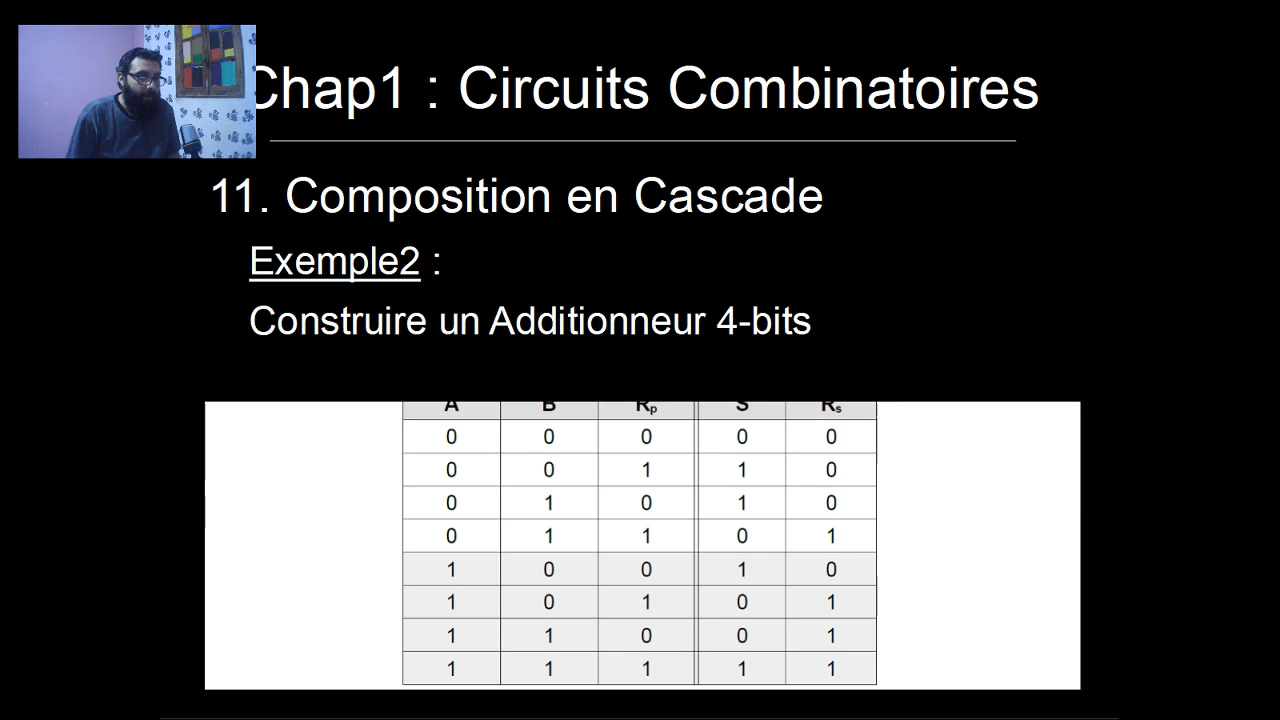 Chap1 : Circuits Combinatoires
11. Composition en Cascade
Exemple2 :
Construire un Additionneur 4-bits
A B Rp S Rs
0 0 0 0 0
0 0 1 1 0
0 1 0 1 0
0 1 1 0 1
1 0 0 1 0
1 0 1 0 1
1 1 0 0 1
1 1 1 1 1